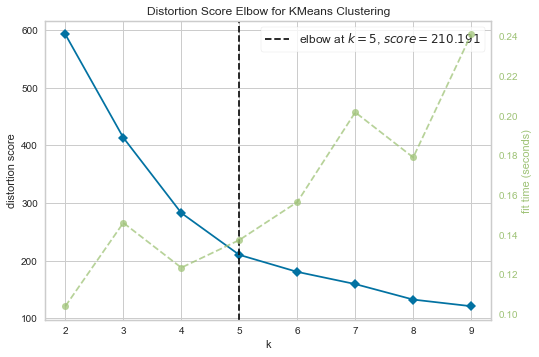 Distortion Score Elbow for KMeans Clustering
elbow at k = 5, score = 210.191
distortion score
600
500
400
300
200
100
2 3 4 5 6 7 8 9
k
0.24
0.22
0.20
0.18
0.16
0.14
0.12
0.10
fit time (seconds)